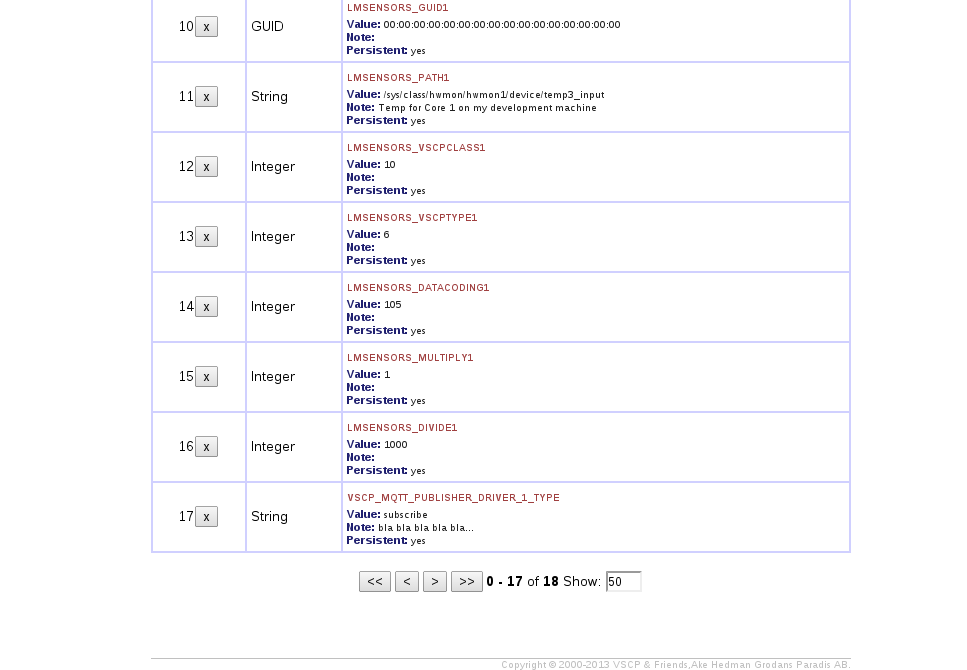 LMSENSORS_GUID1
10 x GUID Value: 00:00:00:00:00:00:00:00:00:00:00:00:00:00:00:00
Note:
Persistent: yes
LMSENSORS_PATH1
11 x String Value: /sys/class/hwmon/hwmon1/device/temp3_input
Note: Temp for Core 1 on my development machine
Persistent: yes
LMSENSORS_VSCPCLASS1
12 x Integer Value: 10
Note:
Persistent: yes
LMSENSORS_VSCPTYPE1
13 x Integer Value: 6
Note:
Persistent: yes
LMSENSORS_DATACODING1
14 x Integer Value: 105
Note:
Persistent: yes
LMSENSORS_MULTIPLY1
15 x Integer Value: 1
Note:
Persistent: yes
LMSENSORS_DIVIDE1
16 x Integer Value: 1000
Note:
Persistent: yes
VSCP_MQTT_PUBLISHER_DRIVER_1_TYPE
17 x String Value: subscribe
Note: bla bla bla bla bla...
Persistent: yes
<< < > >> 0 - 17 of 18 Show: 50
Copyright © 2000-2013 VSCP & Friends,Ake Hedman Grodans Paradis AB.